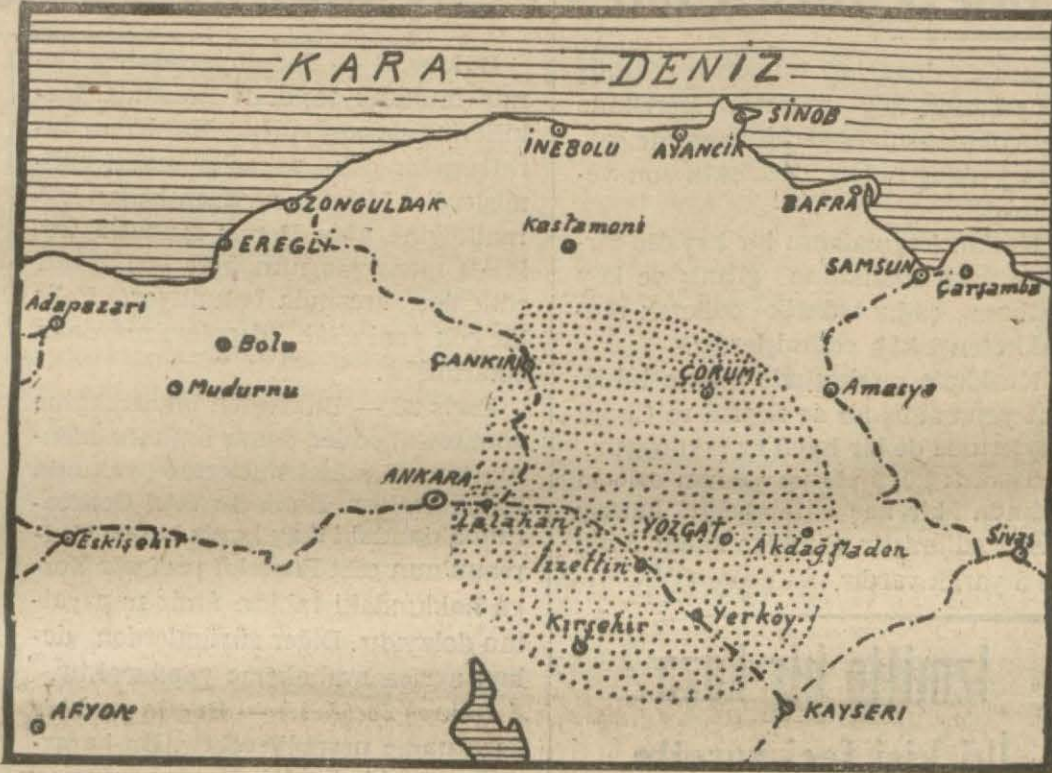 KARA DENİZ
SİNOB
İNEBOLU
AYANCIK
ZONGULDAK
BAFRA
EREGLİ
Kastamoni
SAMSUN
Çarşamba
Adapazari
Bolu
ÇANKIRI
ÇORUM
Mudurnu
Amasya
ANKARA
Lalahan
Eskişehir
YOZGAT
AkdağMaden
Sivas
İzzettin
Yerköy
Kırşehir
KAYSERİ
AFYON